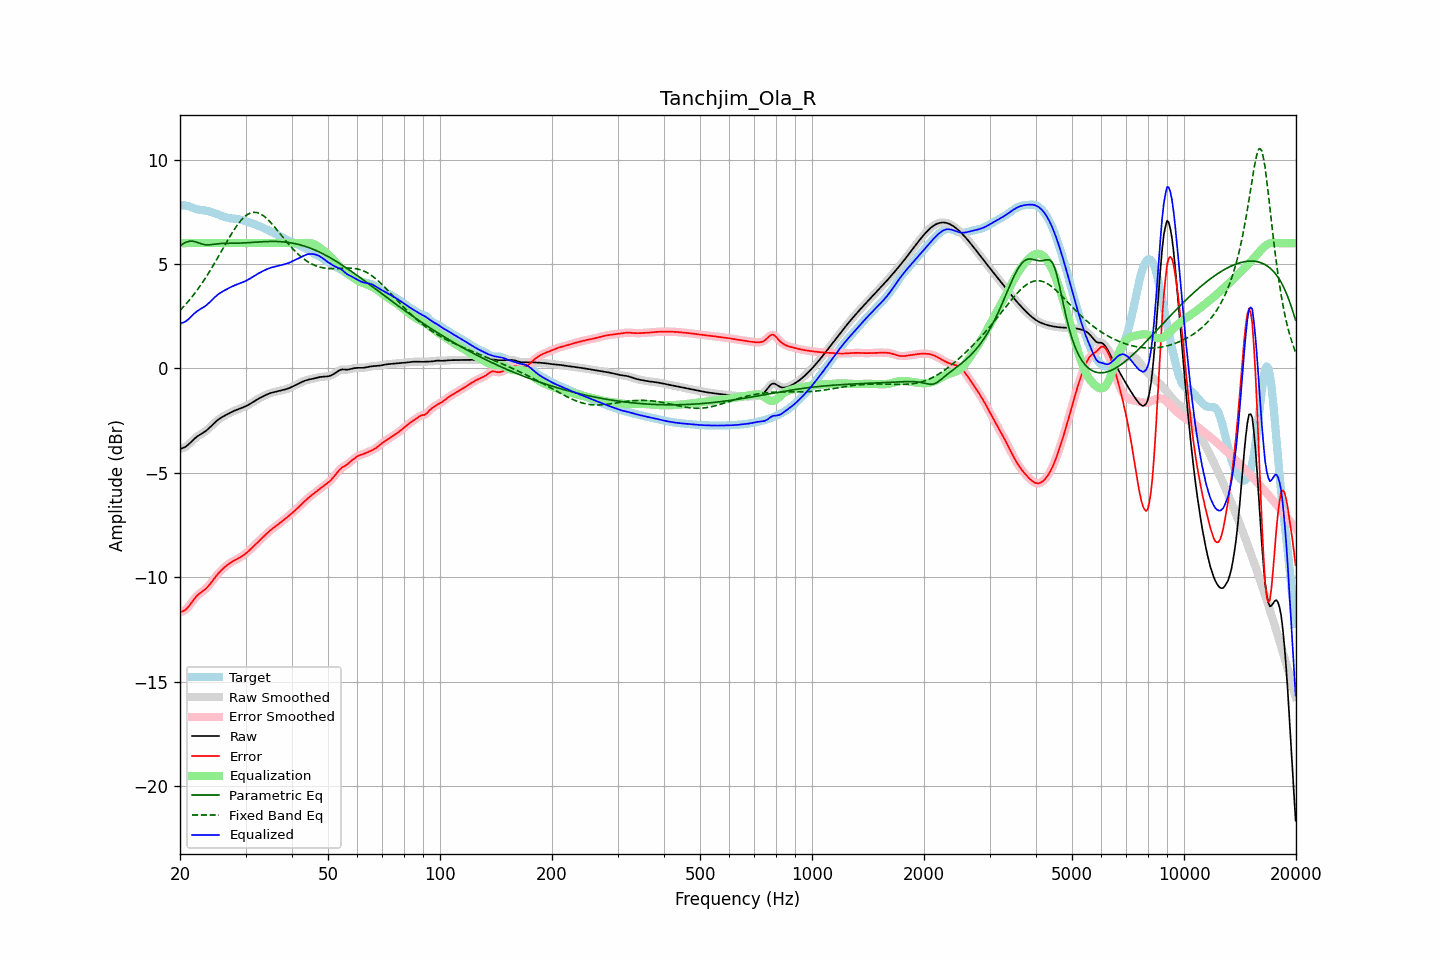 Tanchjim_Ola_R
Amplitude (dBr)
10
5
0
−5
−10
−15
−20
Target
Raw Smoothed
Error Smoothed
Raw
Error
Equalization
Parametric Eq
Fixed Band Eq
Equalized
20 50 100 200 500 1000 2000 5000 10000 20000
Frequency (Hz)